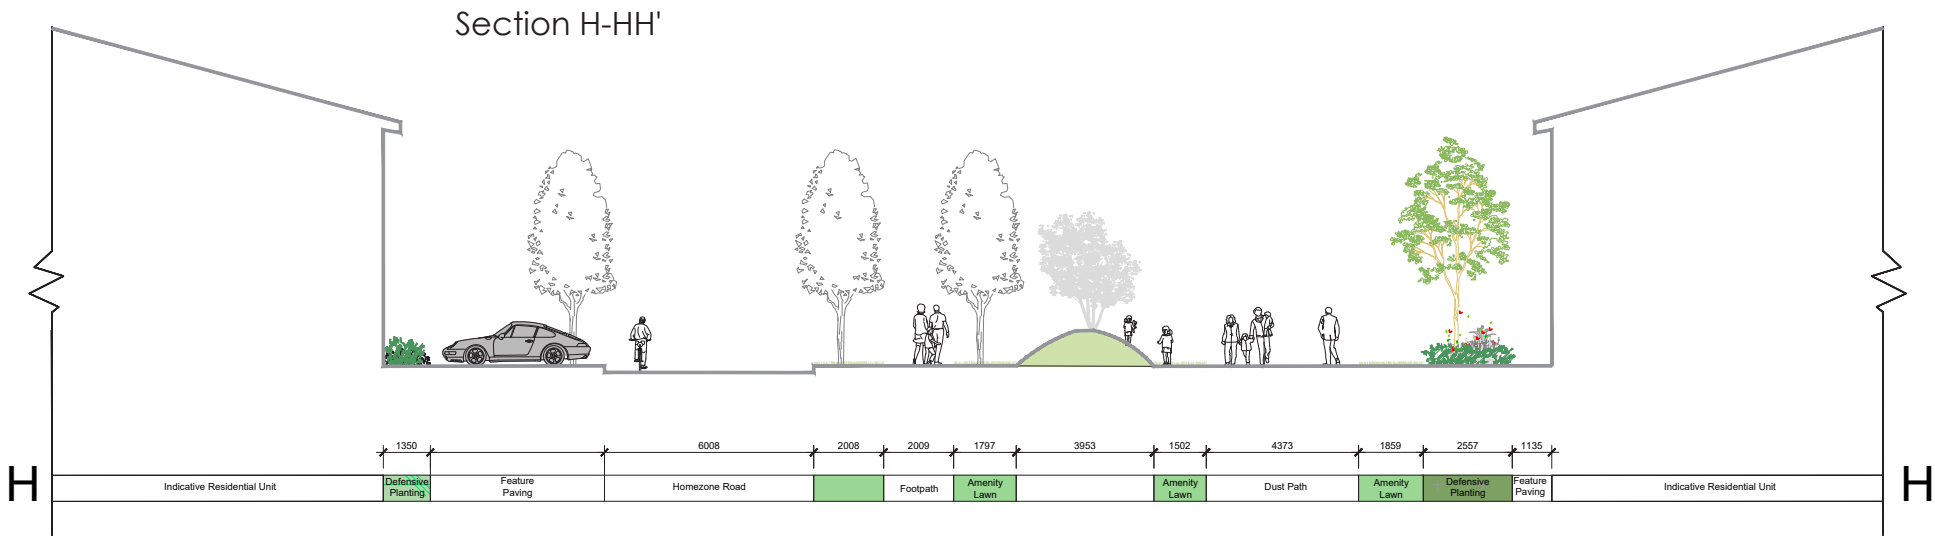 Section H-HH'
1350
6008
2008
2009
1797
3953
1502
4373
1859
2557
1135
H
Indicative Residential Unit
Defensive
Planting
Feature
Paving
Homezone Road
Footpath
Amenity
Lawn
Amenity
Lawn
Dust Path
Amenity
Lawn
Defensive
Planting
Feature
Paving
Indicative Residential Unit
H